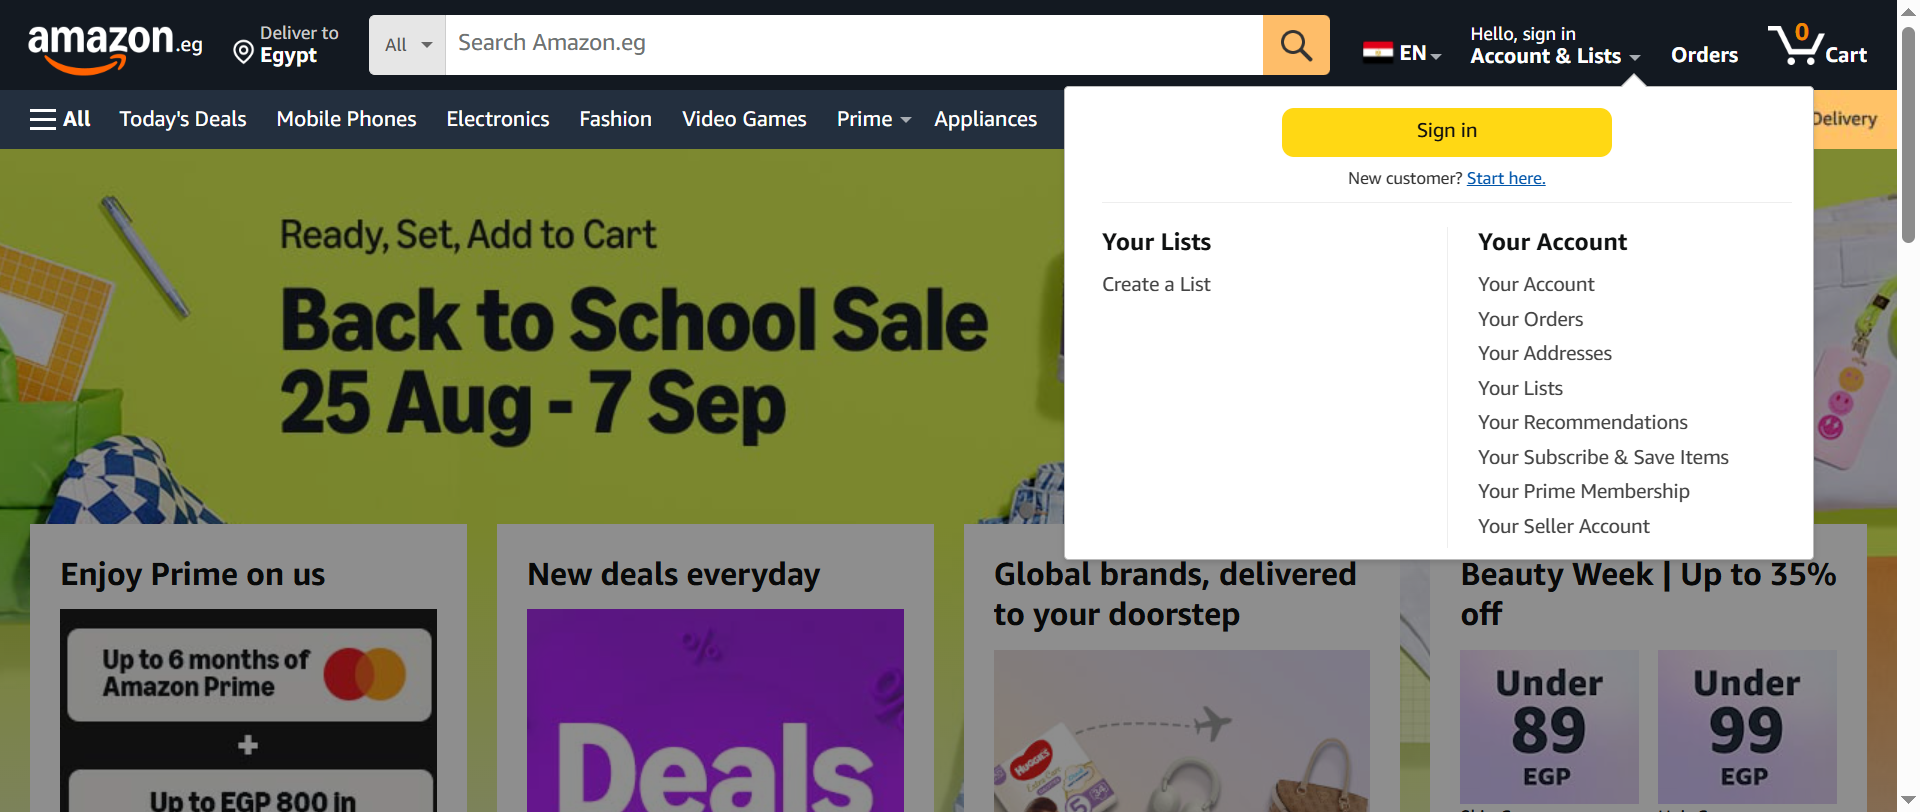 amazon.eg
Deliver to
Egypt
All
Search Amazon.eg
EN
Hello, sign in
Account & Lists
Orders
0
Cart
All
Today's Deals
Mobile Phones
Electronics
Fashion
Video Games
Prime
Appliances
Delivery
Sign in
New customer? Start here.
Your Lists
Create a List
Your Account
Your Account
Your Orders
Your Addresses
Your Lists
Your Recommendations
Your Subscribe & Save Items
Your Prime Membership
Your Seller Account
Ready, Set, Add to Cart
Back to School Sale
25 Aug - 7 Sep
Enjoy Prime on us
Up to 6 months of
Amazon Prime
+
Up to EGP 800 in
New deals everyday
%
%
Deals
Global brands, delivered
to your doorstep
HUGGIES
Extra Care
5
Beauty Week | Up to 35%
off
Under
89
EGP
Under
99
EGP